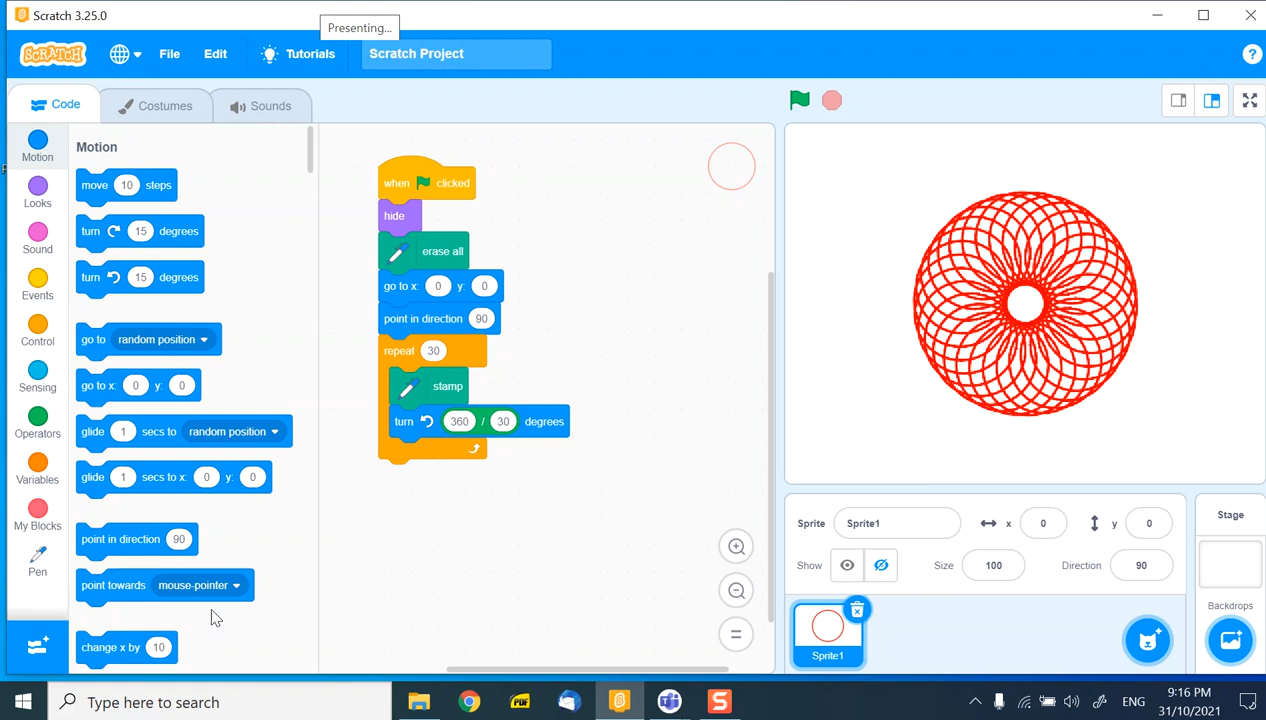 Scratch 3.25.0
Presenting...
SCRATCH
File
Edit
Tutorials
Scratch Project
?
Code
Costumes
Sounds
Motion
Looks
Sound
Events
Control
Sensing
Operators
Variables
My Blocks
Pen
Motion
move 10 steps
turn 15 degrees
turn 15 degrees
go to random position
go to x: 0 y: 0
glide 1 secs to random position
glide 1 secs to x: 0 y: 0
point in direction 90
point towards mouse-pointer
change x by 10
when clicked
hide
erase all
go to x: 0 y: 0
point in direction 90
repeat 30
stamp
turn 360 / 30 degrees
Sprite Sprite1 x 0 y 0
Show Size 100 Direction 90
Sprite1
Stage
Backdrops
Type here to search
PDF
ENG
9:16 PM
31/10/2021